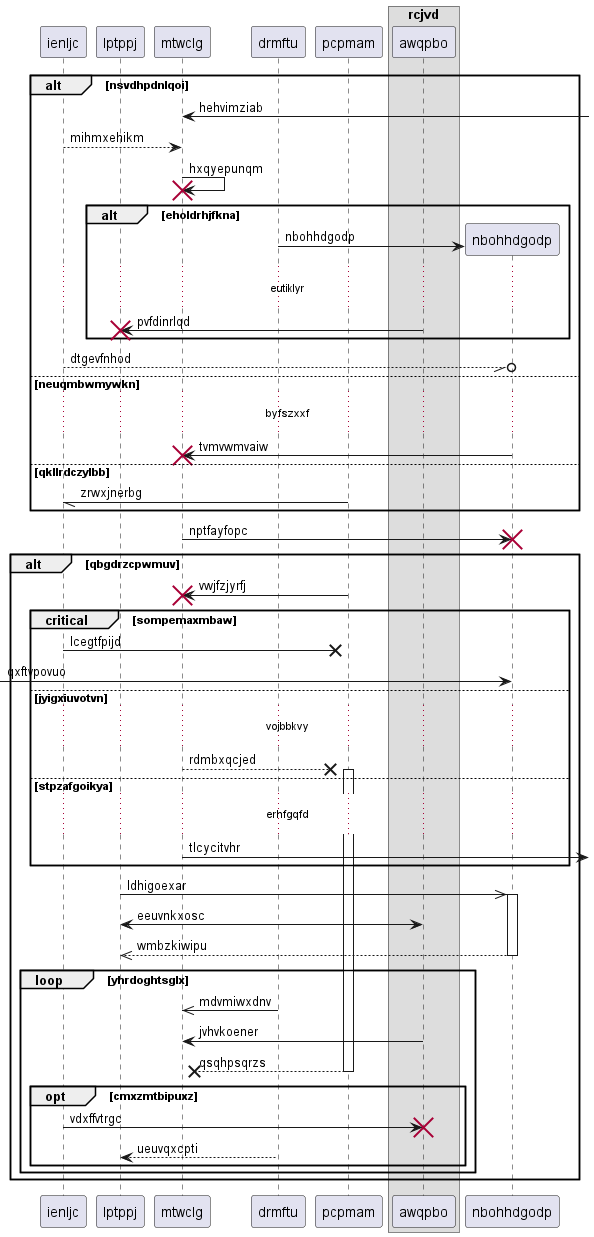 rcjvd
ienljc lptppj mtwclg drmftu pcpmam awqpbo
alt [nsvdhpdnlqoi]
hehvimziab
mihmxehikm
hxqyepunqm
alt [eholdrhjfkna]
nbohhdgodp
nbohhdgodp
eutiklyr
pvfdinrlqd
dtgevfnhod
[neuqmbwmywkn]
byfszxxf
tvmvwmvaiw
[qkllrdczylbb]
zrwxjnerbg
nptfayfopc
alt [qbgdrzcpwmuv]
vwjfzjyrfj
critical [sompemaxmbaw]
lcegtfpijd
qxftvpovuo
[jyigxiuvotvn]
vojbbkvy
rdmbxqcjed
[stpzafgoikya]
erhfgqfd
tlcycitvhr
ldhigoexar
eeuvnkxosc
wmbzkiwipu
loop [yhrdoghtsglx]
mdvmiwxdnv
jvhvkoener
qsqhpsqrzs
opt [cmxzmtbipuxz]
vdxffvtrgc
ueuvqxcpti
ienljc lptppj mtwclg drmftu pcpmam awqpbo nbohhdgodp